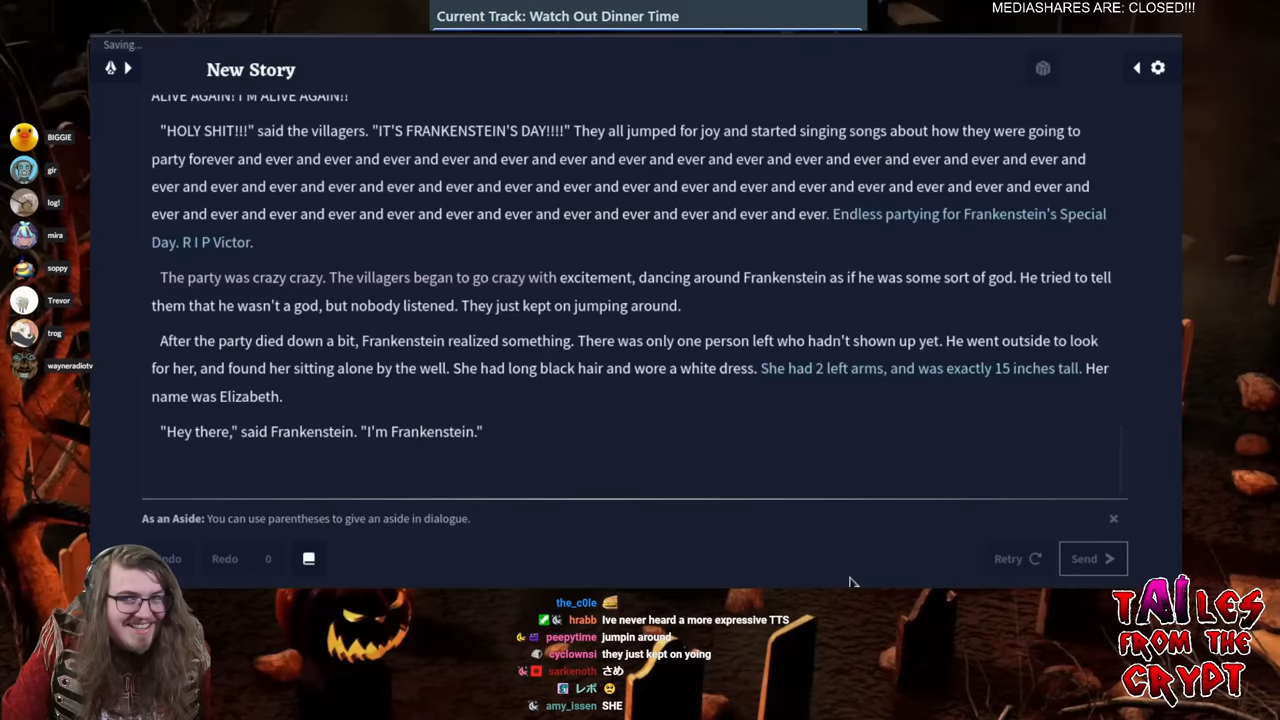 Current Track: Watch Out Dinner Time
MEDIASHARES ARE: CLOSED!!!
Saving...
New Story
ALIVE AGAIN! I'M ALIVE AGAIN!!
"HOLY SHIT!!!" said the villagers. "IT'S FRANKENSTEIN'S DAY!!!!" They all jumped for joy and started singing songs about how they were going to
party forever and ever and ever and ever and ever and ever and ever and ever and ever and ever and ever and ever and ever and ever and ever and
ever and ever and ever and ever and ever and ever and ever and ever and ever and ever and ever and ever and ever and ever and ever and ever and
ever and ever and ever and ever and ever and ever and ever and ever and ever and ever and ever and ever. Endless partying for Frankenstein's Special
Day. R I P Victor.
The party was crazy crazy. The villagers began to go crazy with excitement, dancing around Frankenstein as if he was some sort of god. He tried to tell
them that he wasn't a god, but nobody listened. They just kept on jumping around.
After the party died down a bit, Frankenstein realized something. There was only one person left who hadn't shown up yet. He went outside to look
for her, and found her sitting alone by the well. She had long black hair and wore a white dress. She had 2 left arms, and was exactly 15 inches tall. Her
name was Elizabeth.
"Hey there," said Frankenstein. "I'm Frankenstein."
As an Aside: You can use parentheses to give an aside in dialogue.
ndo
Redo
0
Retry
Send
BIGGIE
gir
log!
mira
soppy
Trevor
trog
wayneradiotv
the_c0le
hrabb Ive never heard a more expressive TTS
peepytime jumpin around
cyclownsi they just kept on yoing
sarkenoth さめ
レポ
amy_issen SHE
TAILES
FROM THE
CRYPT